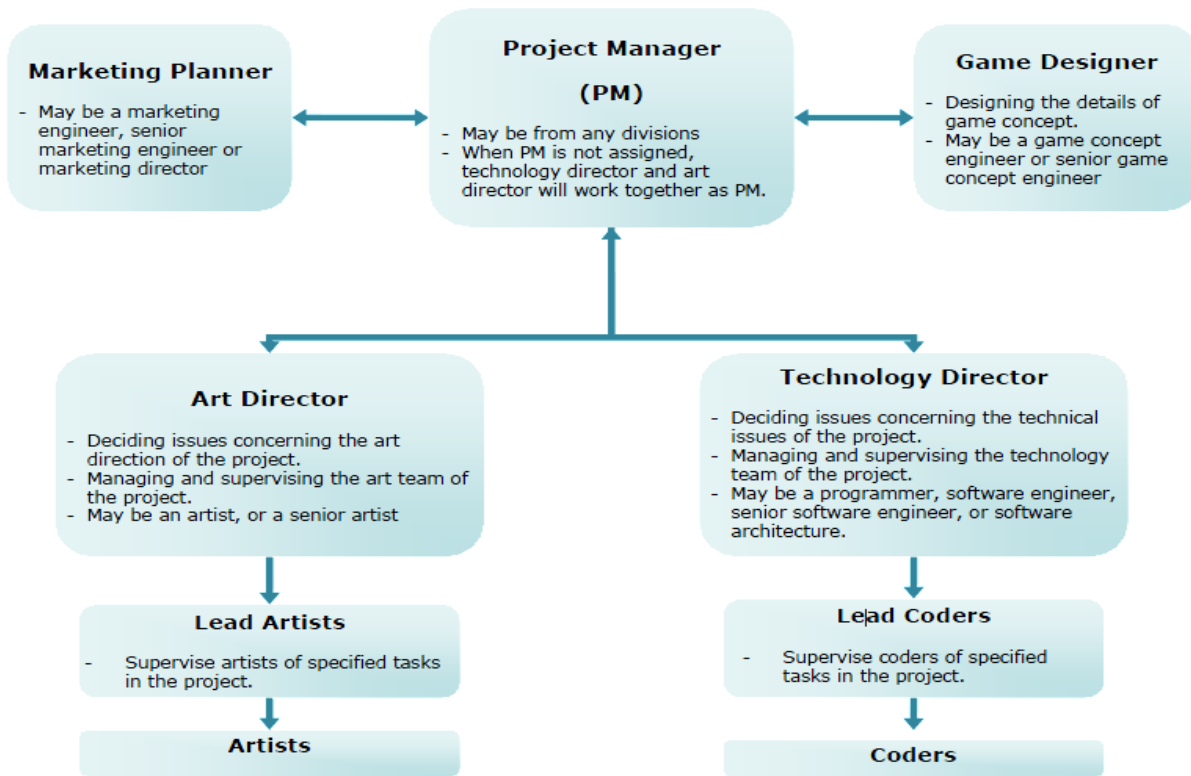 Marketing Planner
- May be a marketing
engineer, senior
marketing engineer or
marketing director
Project Manager
(PM)
- May be from any divisions
- When PM is not assigned,
technology director and art
director will work together as PM.
Game Designer
- Designing the details of
game concept.
- May be a game concept
engineer or senior game
concept engineer
Art Director
- Deciding issues concerning the art
direction of the project.
- Managing and supervising the art team of
the project.
- May be an artist, or a senior artist
Technology Director
- Deciding issues concerning the technical
issues of the project.
- Managing and supervising the technology
team of the project.
- May be a programmer, software engineer,
senior software engineer, or software
architecture.
Lead Artists
- Supervise artists of specified tasks
in the project.
Lead Coders
- Supervise coders of specified
tasks in the project.
Artists
Coders